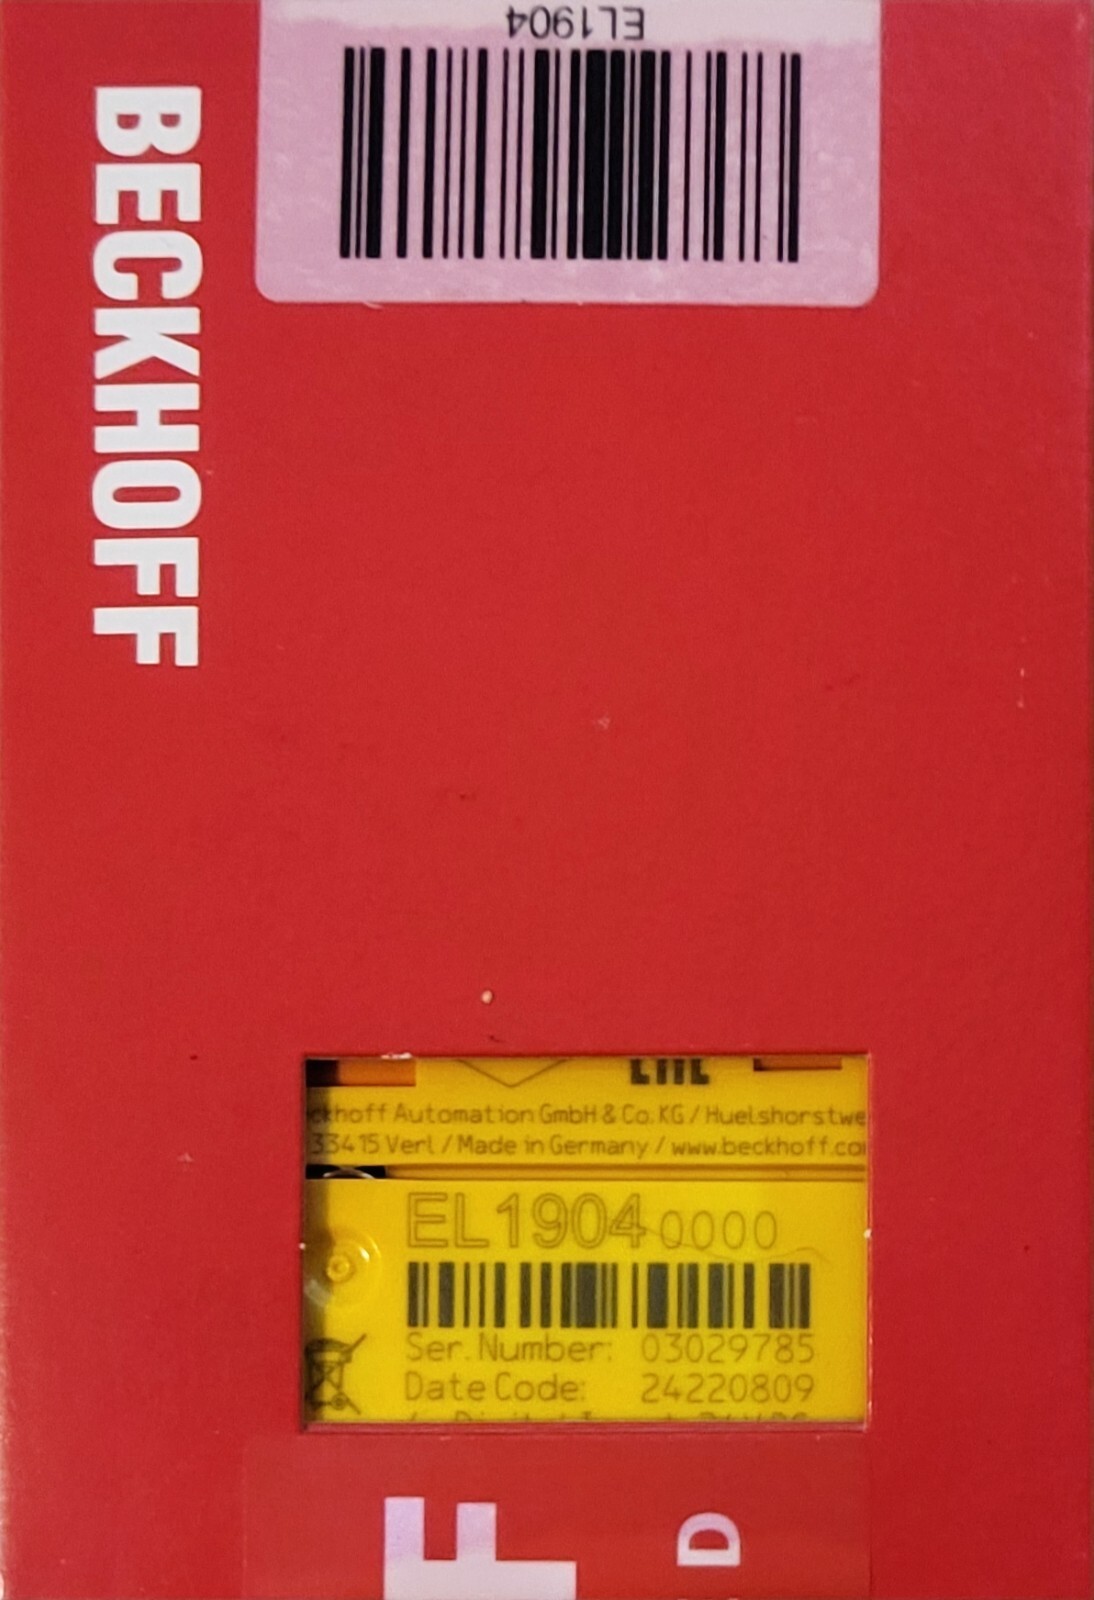 EL1904
BECKHOFF
ckhoff Automation GmbH & Co. KG / Huelshorstwe
33415 Verl / Made in Germany / www.beckhoff.co
EL1904 0000
Ser. Number: 03029785
Date Code: 24220809
F
D